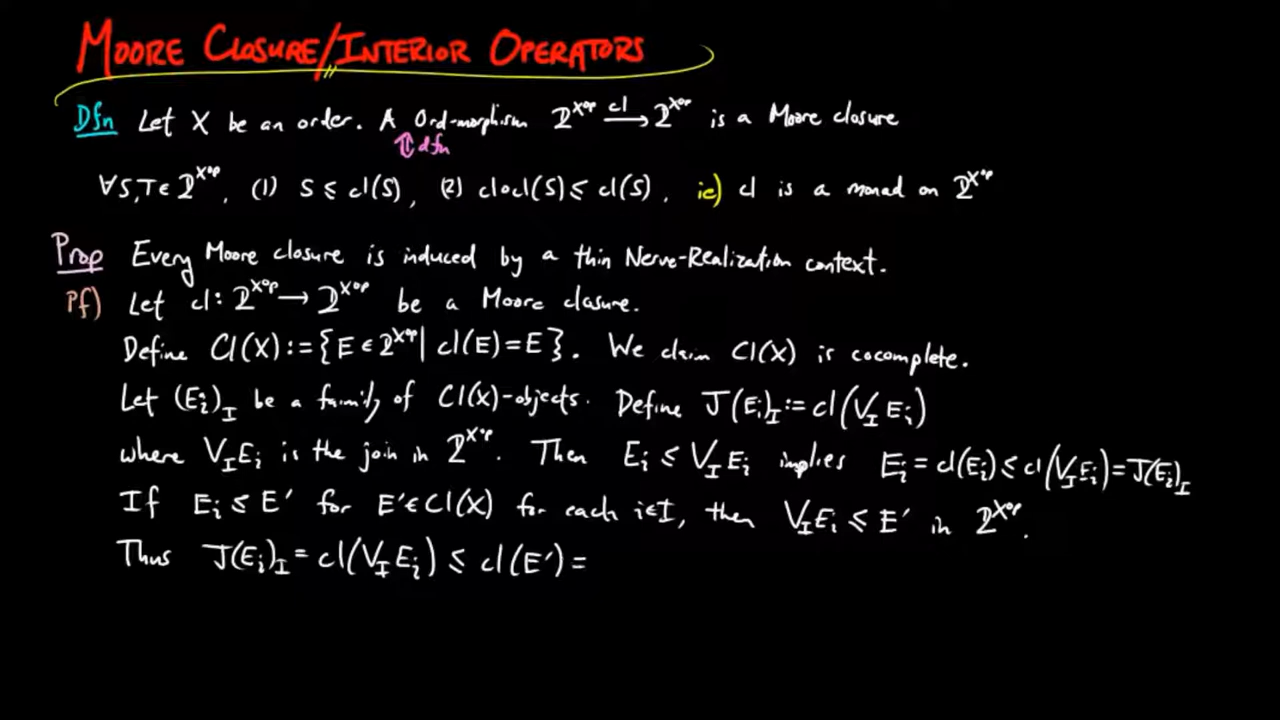 MOORE CLOSURE/INTERIOR OPERATORS
Dfn Let X be an order. A Ord-morphism 2^{X^{op}} \xrightarrow{cl} 2^{X^{op}} is a Moore closure
⇕ dfn
∀S,T ∈ 2^{X^{op}}, (1) S ≤ cl(S), (2) cl∘cl(S) ≤ cl(S), ie) cl is a monad on 2^{X^{op}}
Prop Every Moore closure is induced by a thin Nerve-Realization context.
Pf) Let cl: 2^{X^{op}} → 2^{X^{op}} be a Moore closure.
Define Cl(X) := {E ∈ 2^{X^{op}} | cl(E) = E}. We claim Cl(X) is cocomplete.
Let (E_i)_I be a family of Cl(X)-objects. Define J(E_i)_I := cl(V_I E_i)
where V_I E_i is the join in 2^{X^{op}}. Then E_i ≤ V_I E_i implies E_i = cl(E_i) ≤ cl(V_I E_i) = J(E_i)_I
If E_i ≤ E' for E' ∈ Cl(X) for each i∈I, then V_I E_i ≤ E' in 2^{X^{op}}.
Thus J(E_i)_I = cl(V_I E_i) ≤ cl(E') =